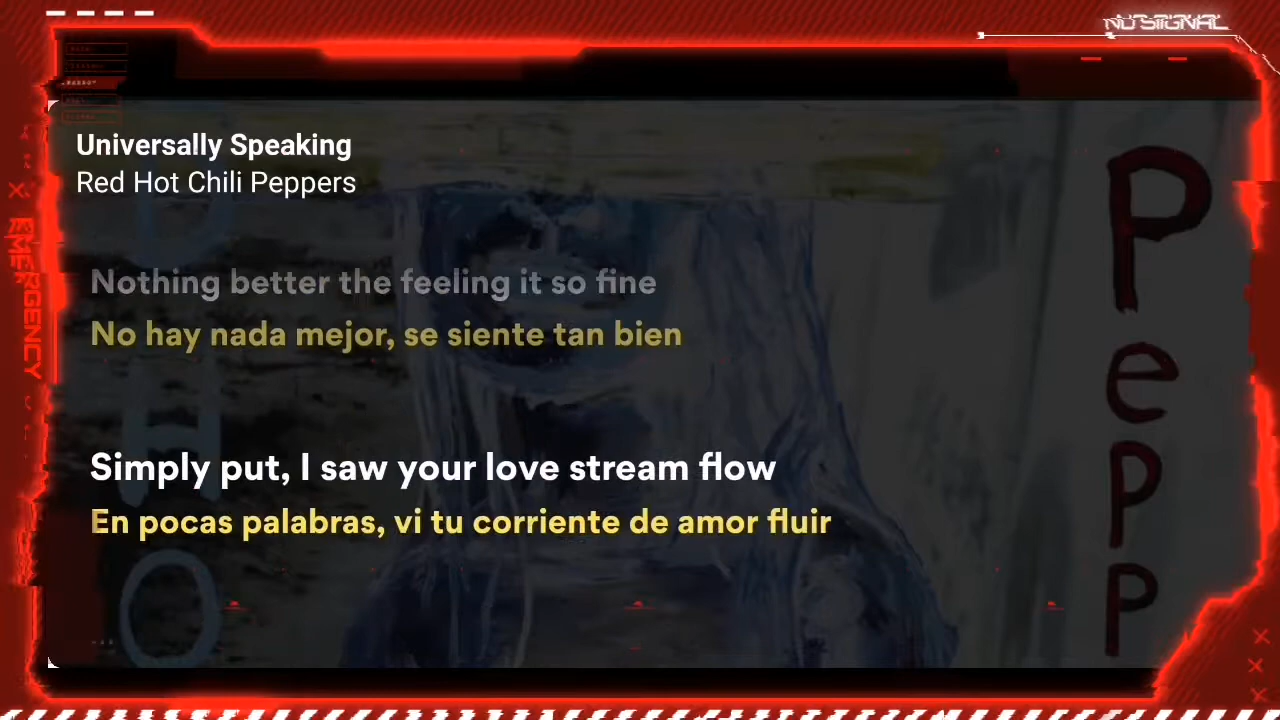 NO SIGNAL
Universally Speaking
Red Hot Chili Peppers
Nothing better the feeling it so fine
No hay nada mejor, se siente tan bien
Simply put, I saw your love stream flow
En pocas palabras, vi tu corriente de amor fluir
EMERGENCY
P
e
P
P
H
O